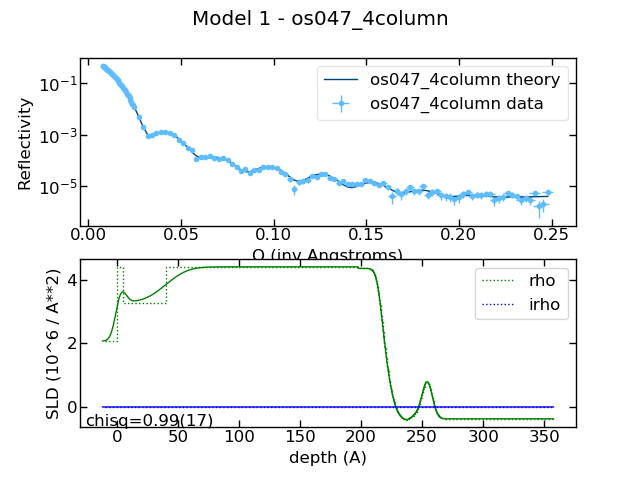 Model 1 - os047_4column
Reflectivity
10⁻¹
10⁻³
10⁻⁵
os047_4column theory
os047_4column data
0.00 0.05 0.10 0.15 0.20 0.25
Q (inv Angstroms)
SLD (10^6 / A**2)
4
2
0
rho
irho
chisq=0.99(17)
0 50 100 150 200 250 300 350
depth (A)